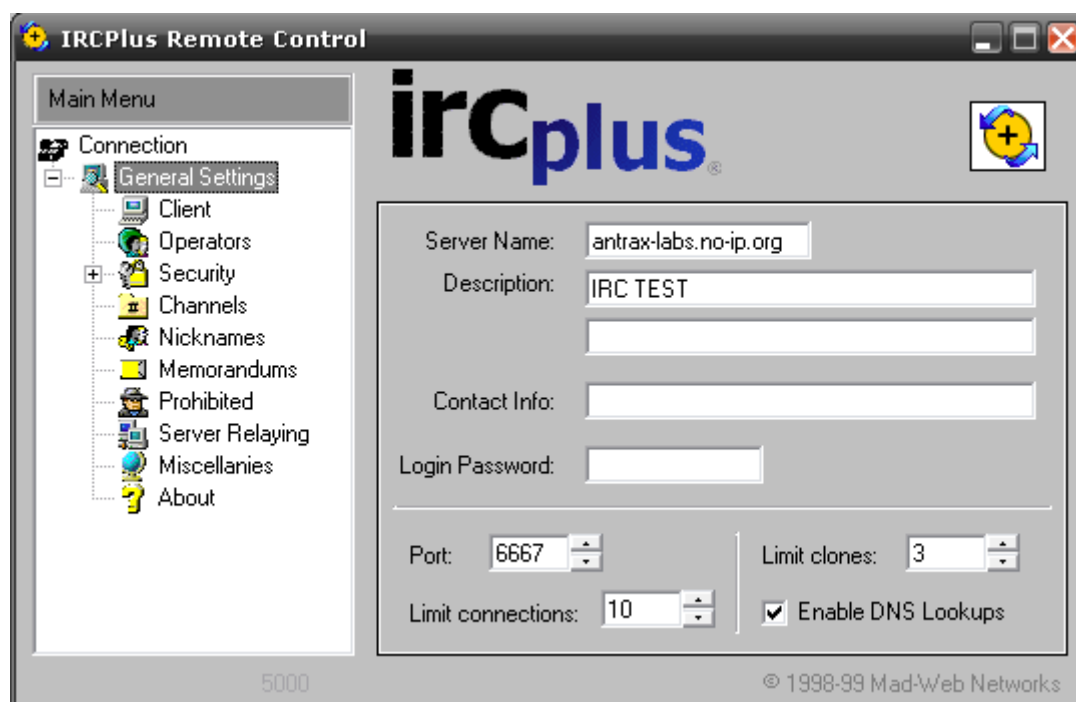 IRCPlus Remote Control
Main Menu
Connection
General Settings
Client
Operators
Security
Channels
Nicknames
Memorandums
Prohibited
Server Relaying
Miscellanies
About
ircplus®
Server Name: antrax-labs.no-ip.org
Description: IRC TEST
Contact Info:
Login Password:
Port: 6667
Limit clones: 3
Limit connections: 10
Enable DNS Lookups
5000
© 1998-99 Mad-Web Networks